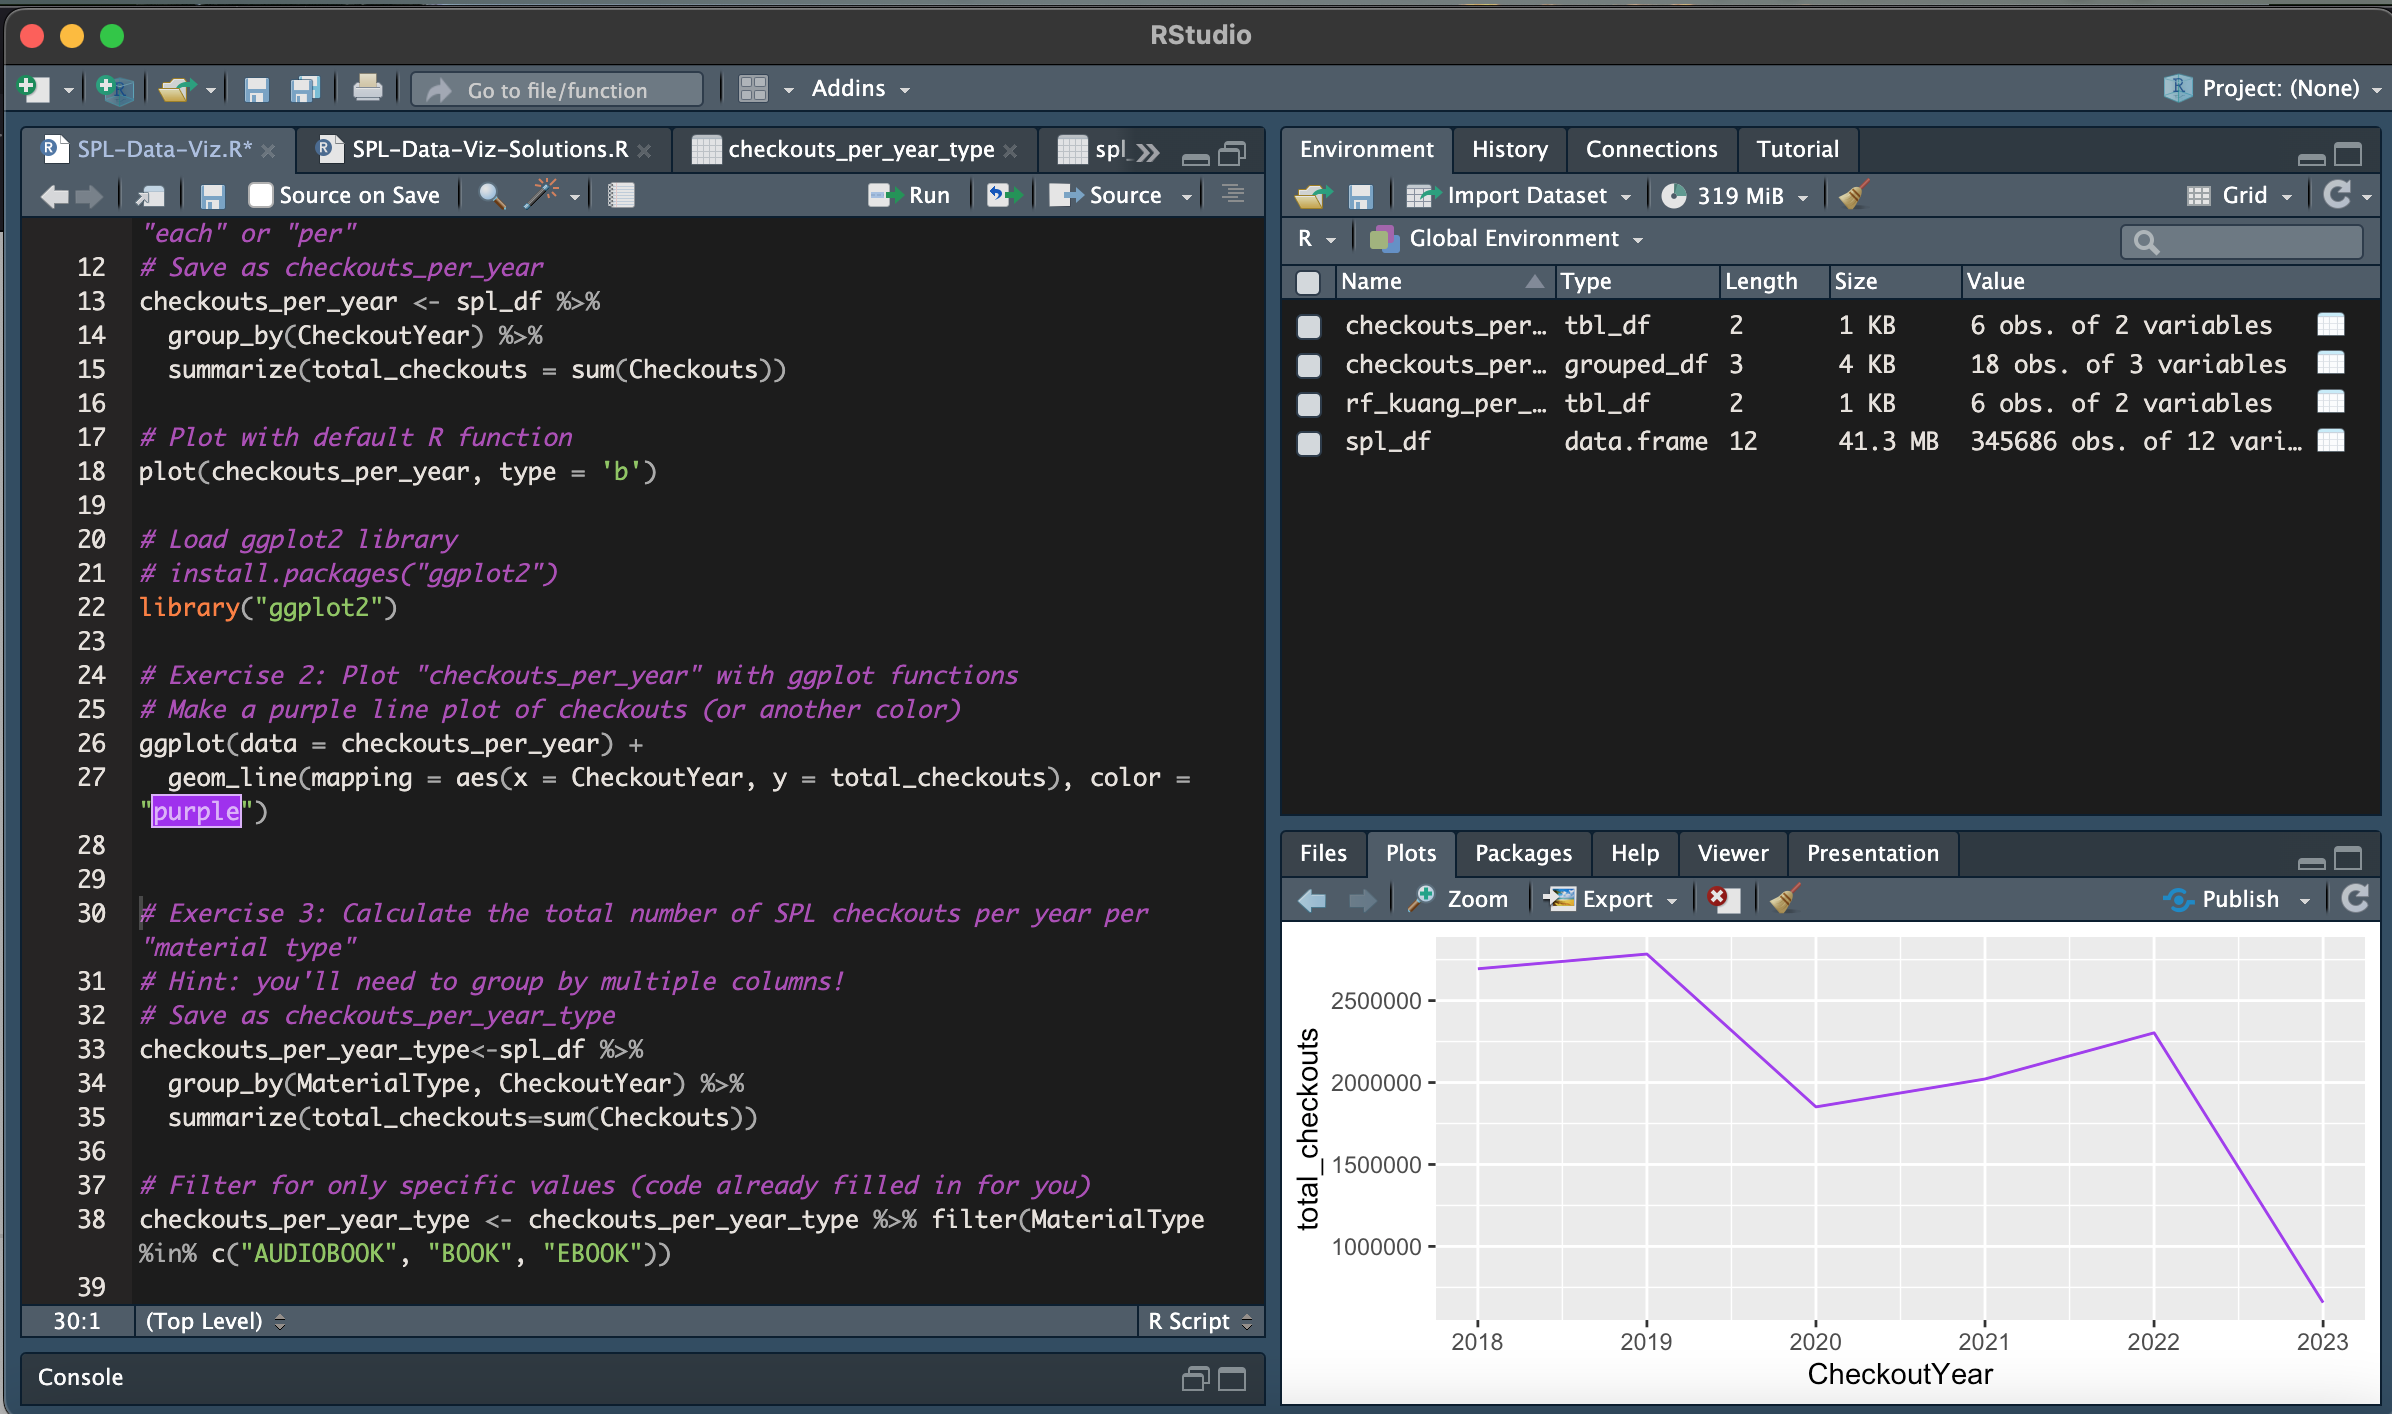 RStudio
Go to file/function
Addins
Project: (None)
SPL-Data-Viz.R*
SPL-Data-Viz-Solutions.R
checkouts_per_year_type
spl_
Source on Save
Run
Source
"each" or "per"
12 # Save as checkouts_per_year
13 checkouts_per_year <- spl_df %>%
14 group_by(CheckoutYear) %>%
15 summarize(total_checkouts = sum(Checkouts))
16
17 # Plot with default R function
18 plot(checkouts_per_year, type = 'b')
19
20 # Load ggplot2 library
21 # install.packages("ggplot2")
22 library("ggplot2")
23
24 # Exercise 2: Plot "checkouts_per_year" with ggplot functions
25 # Make a purple line plot of checkouts (or another color)
26 ggplot(data = checkouts_per_year) +
27 geom_line(mapping = aes(x = CheckoutYear, y = total_checkouts), color =
"purple")
28
29
30 # Exercise 3: Calculate the total number of SPL checkouts per year per
"material type"
31 # Hint: you'll need to group by multiple columns!
32 # Save as checkouts_per_year_type
33 checkouts_per_year_type<-spl_df %>%
34 group_by(MaterialType, CheckoutYear) %>%
35 summarize(total_checkouts=sum(Checkouts))
36
37 # Filter for only specific values (code already filled in for you)
38 checkouts_per_year_type <- checkouts_per_year_type %>% filter(MaterialType
%in% c("AUDIOBOOK", "BOOK", "EBOOK"))
39
30:1 (Top Level) R Script
Console
Environment History Connections Tutorial
Import Dataset 319 MiB Grid
R Global Environment
Name Type Length Size Value
checkouts_per… tbl_df 2 1 KB 6 obs. of 2 variables
checkouts_per… grouped_df 3 4 KB 18 obs. of 3 variables
rf_kuang_per_… tbl_df 2 1 KB 6 obs. of 2 variables
spl_df data.frame 12 41.3 MB 345686 obs. of 12 vari…
Files Plots Packages Help Viewer Presentation
Zoom Export Publish
total_checkouts
2500000
2000000
1500000
1000000
2018 2019 2020 2021 2022 2023
CheckoutYear